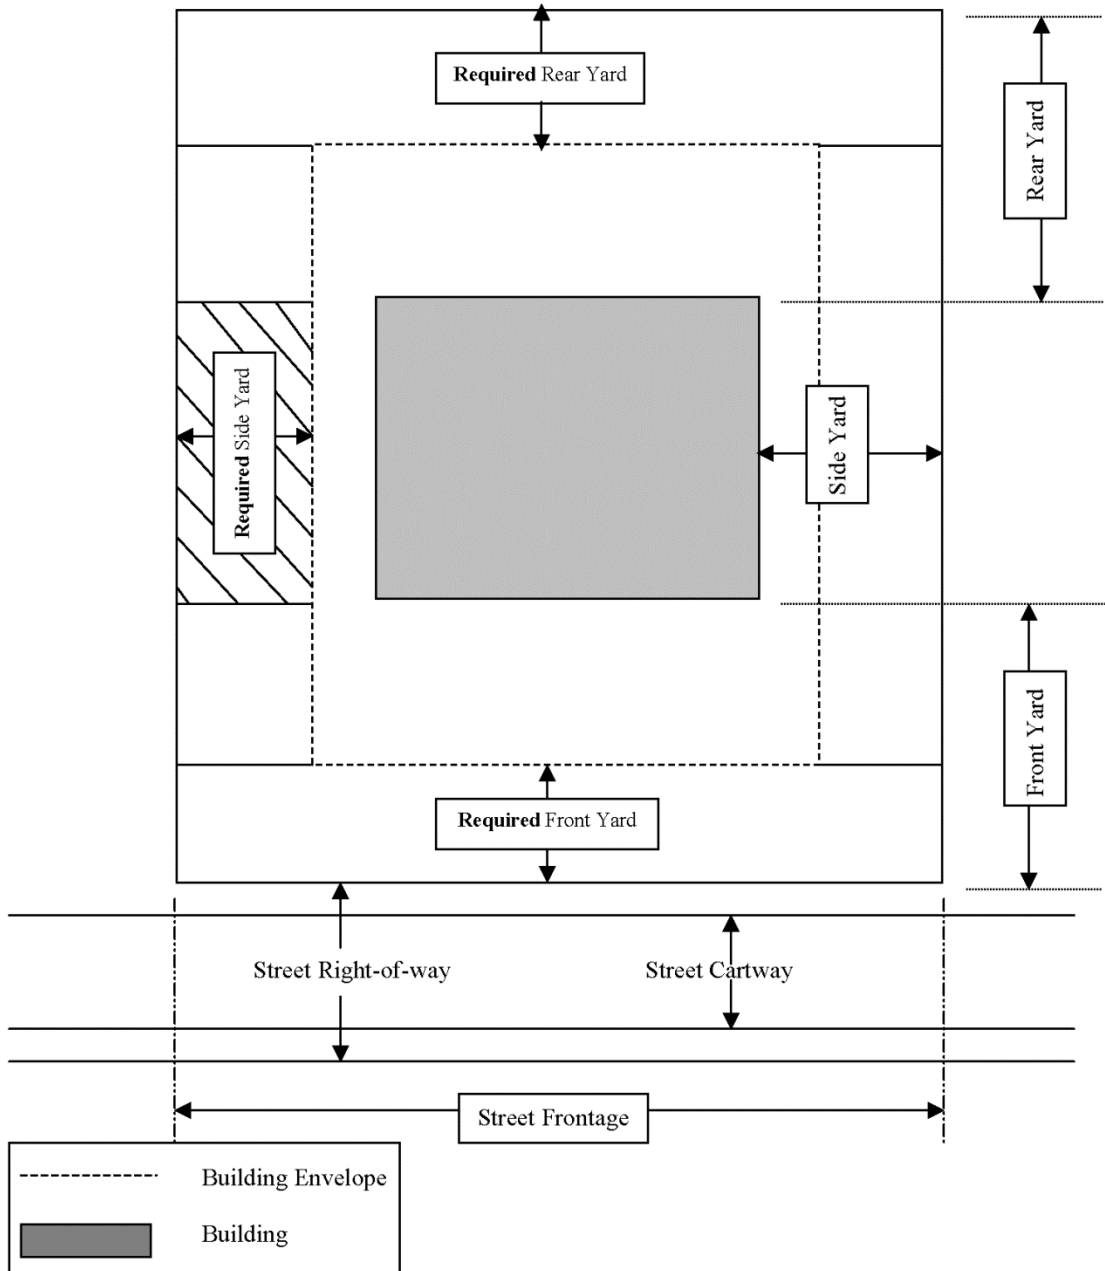 Required Rear Yard
Rear Yard
Required Side Yard
Side Yard
Front Yard
Required Front Yard
Street Right-of-way
Street Cartway
Street Frontage
Building Envelope
Building